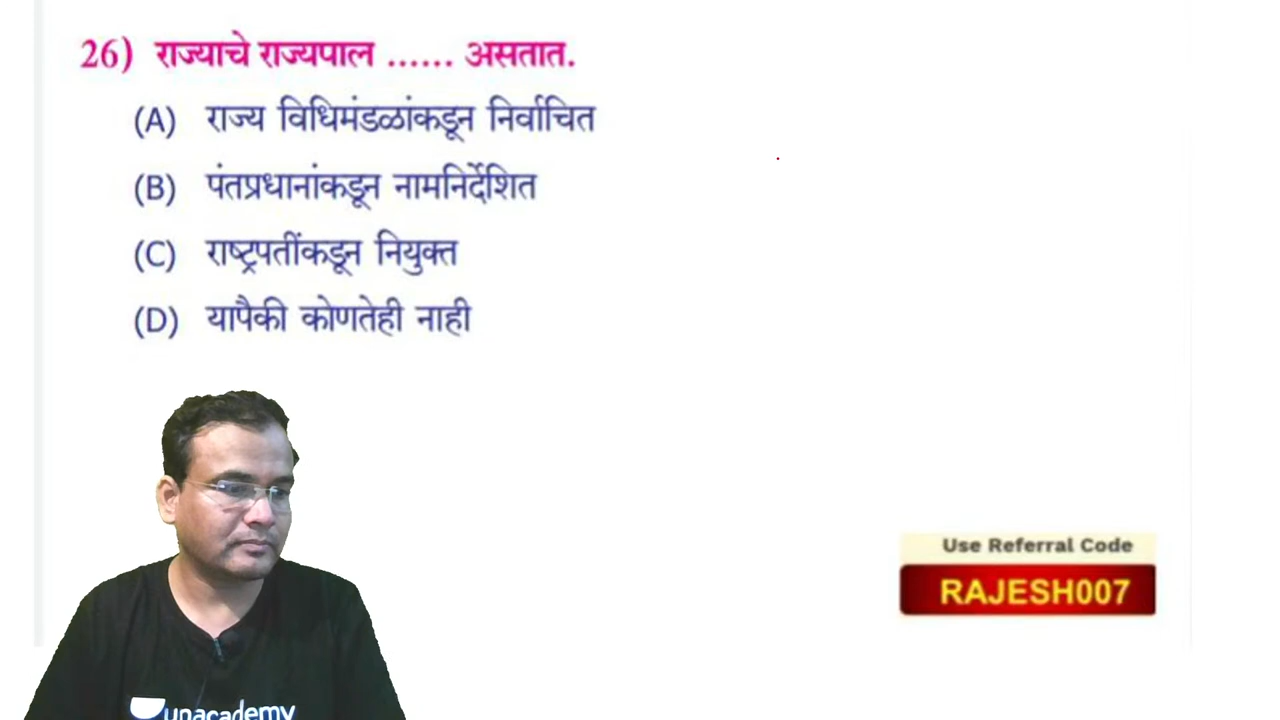 26) राज्याचे राज्यपाल ...... असतात.
(A) राज्य विधिमंडळांकडून निर्वाचित
(B) पंतप्रधानांकडून नामनिर्देशित
(C) राष्ट्रपतींकडून नियुक्त
(D) यापैकी कोणतेही नाही
Use Referral Code
RAJESH007
unacademy